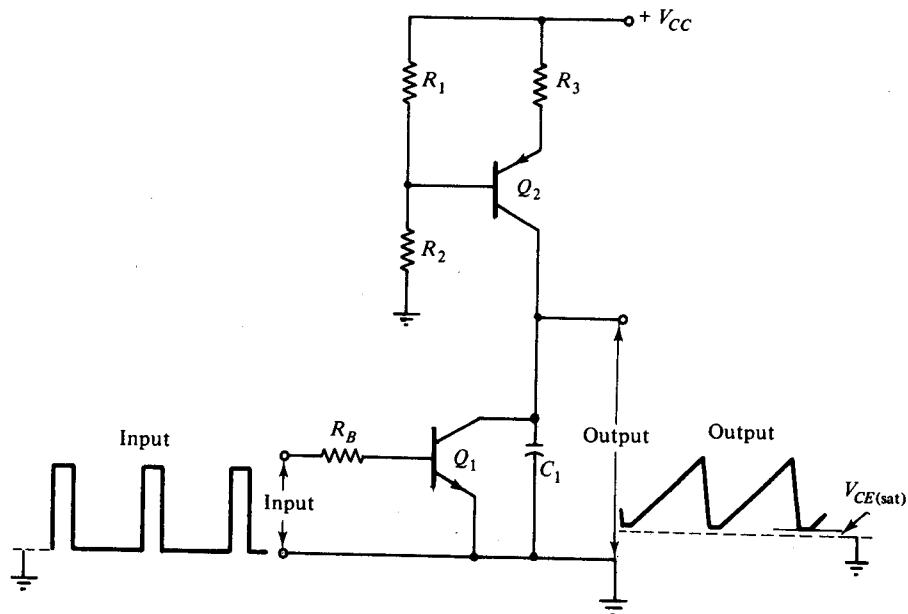 + V_CC
R_1
R_3
Q_2
R_2
Input
R_B
Q_1
C_1
Output
Output
Input
V_CE(sat)